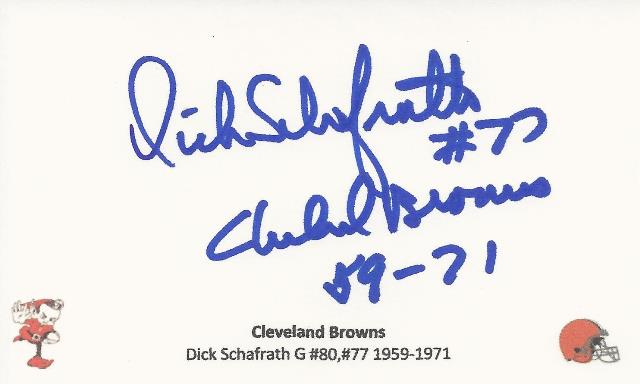 Dick Schafrath
#77
Cleveland Browns
59-71
Cleveland Browns
Dick Schafrath G #80,#77 1959-1971